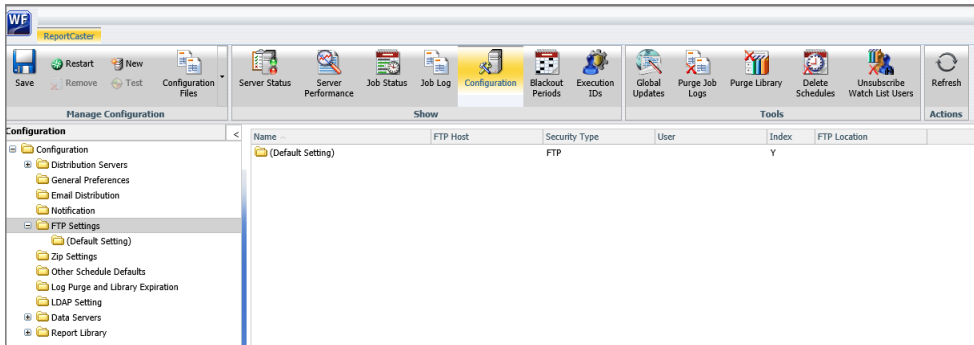 WF
ReportCaster
Save
Restart
Remove
New
Test
Configuration
Files
Server Status
Server
Performance
Job Status
Job Log
Configuration
Blackout
Periods
Execution
IDs
Global
Updates
Purge Job
Logs
Purge Library
Delete
Schedules
Unsubscribe
Watch List Users
Refresh
Manage Configuration
Show
Tools
Actions
Configuration
<
Configuration
Distribution Servers
General Preferences
Email Distribution
Notification
FTP Settings
(Default Setting)
Zip Settings
Other Schedule Defaults
Log Purge and Library Expiration
LDAP Setting
Data Servers
Report Library
Name FTP Host Security Type User Index FTP Location
(Default Setting) FTP Y